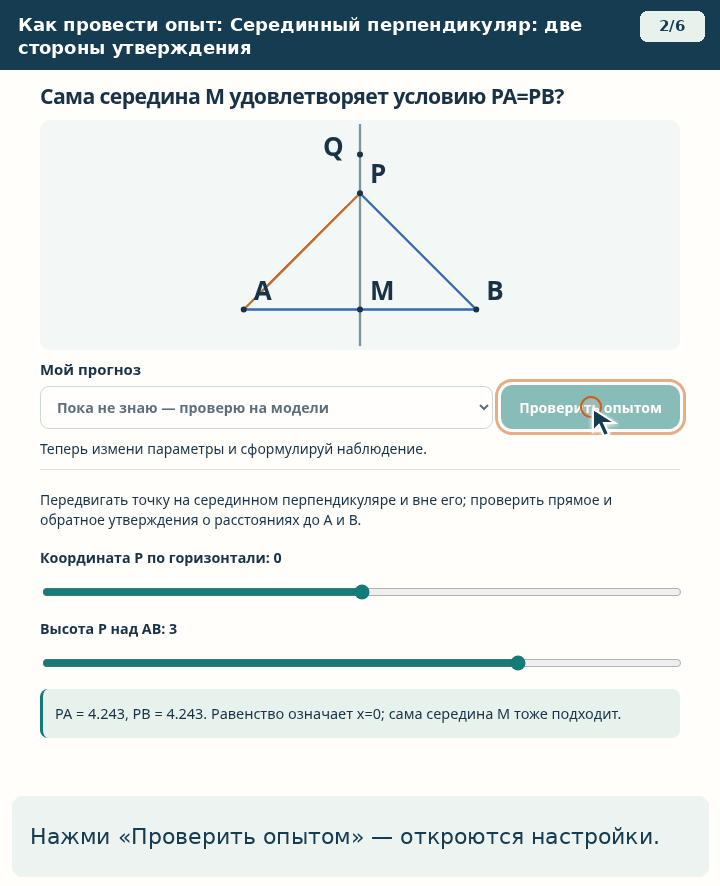 Как провести опыт: Серединный перпендикуляр: две
стороны утверждения
2/6
Сама середина M удовлетворяет условию PA=PB?
Q
P
A
M
B
Мой прогноз
Пока не знаю — проверю на модели
Проверить опытом
Теперь измени параметры и сформулируй наблюдение.
Передвигать точку на серединном перпендикуляре и вне его; проверить прямое и
обратное утверждения о расстояниях до A и B.
Координата P по горизонтали: 0
Высота P над AB: 3
PA = 4.243, PB = 4.243. Равенство означает x=0; сама середина M тоже подходит.
Нажми «Проверить опытом» — откроются настройки.